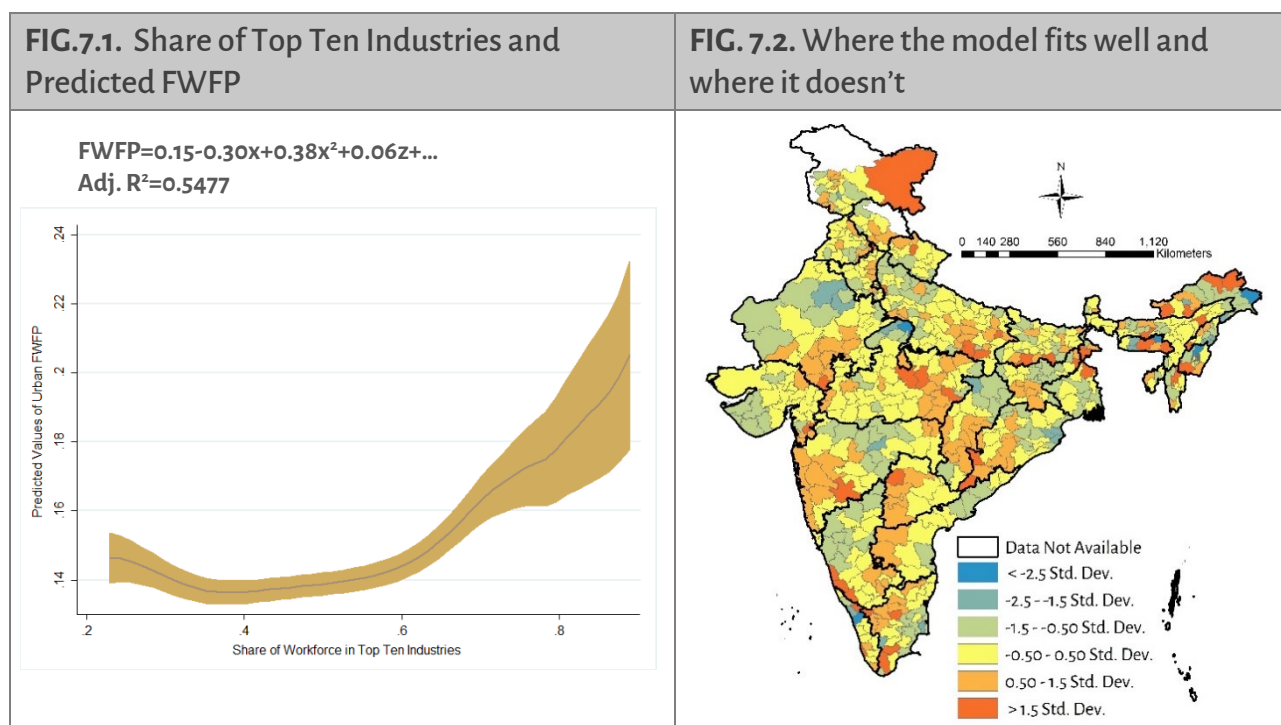 FIG.7.1. Share of Top Ten Industries and
Predicted FWFP
FWFP=0.15-0.30x+0.38x²+0.06z+...
Adj. R²=0.5477
.24
.22
.2
.18
.16
.14
Predicted Values of Urban FWFP
.2 .4 .6 .8
Share of Workforce in Top Ten Industries
FIG. 7.2. Where the model fits well and
where it doesn't
N
0 140 280 560 840 1,120
Kilometers
Data Not Available
< -2.5 Std. Dev.
-2.5 - -1.5 Std. Dev.
-1.5 - -0.50 Std. Dev.
-0.50 - 0.50 Std. Dev.
0.50 - 1.5 Std. Dev.
>1.5 Std. Dev.